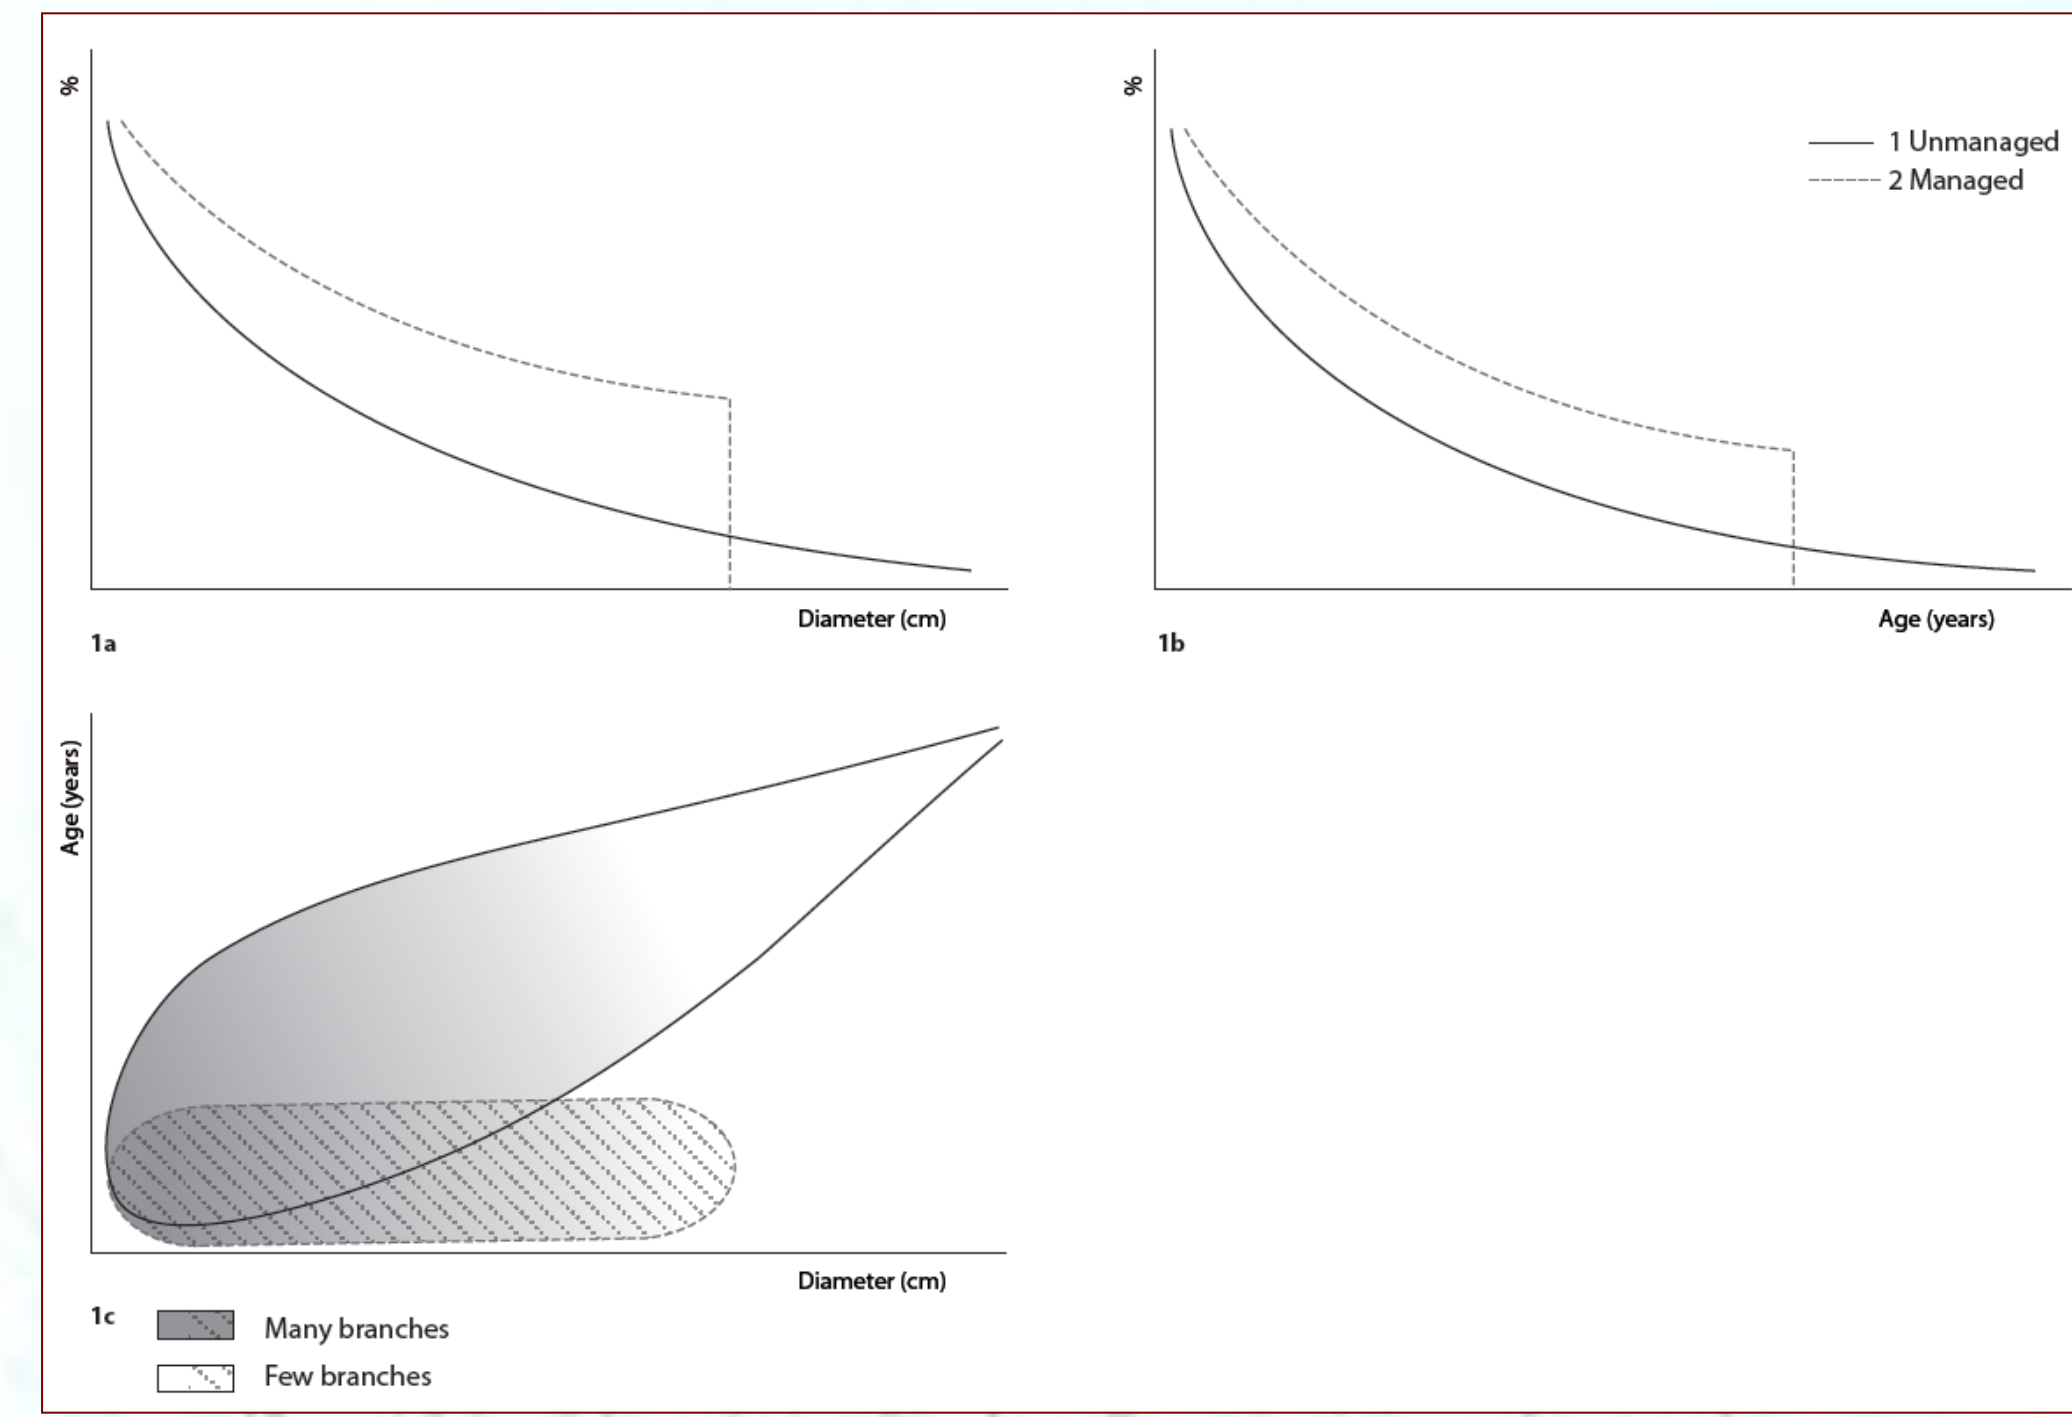 %
Diameter (cm)
1a
%
1 Unmanaged
2 Managed
Age (years)
1b
Age (years)
Diameter (cm)
1c
Many branches
Few branches